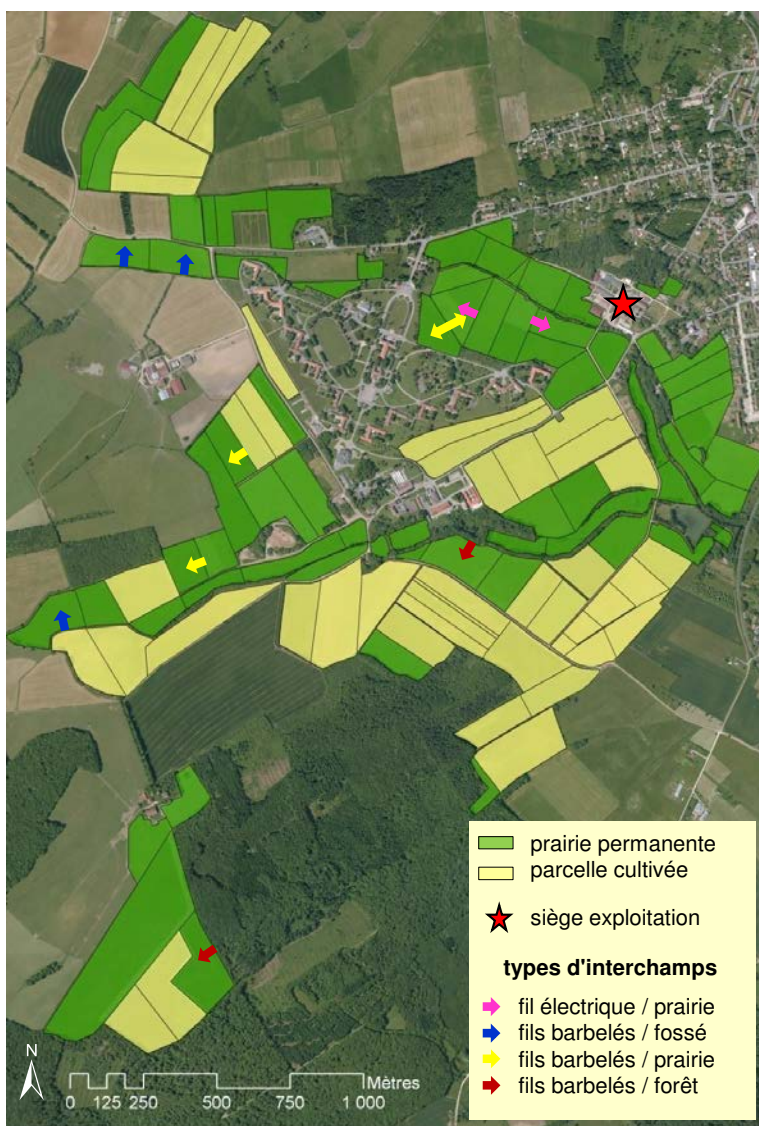 prairie permanente
parcelle cultivée
siège exploitation
types d'interchamps
fil électrique / prairie
fils barbelés / fossé
fils barbelés / prairie
fils barbelés / forêt
N
Mètres
0 125 250 500 750 1 000